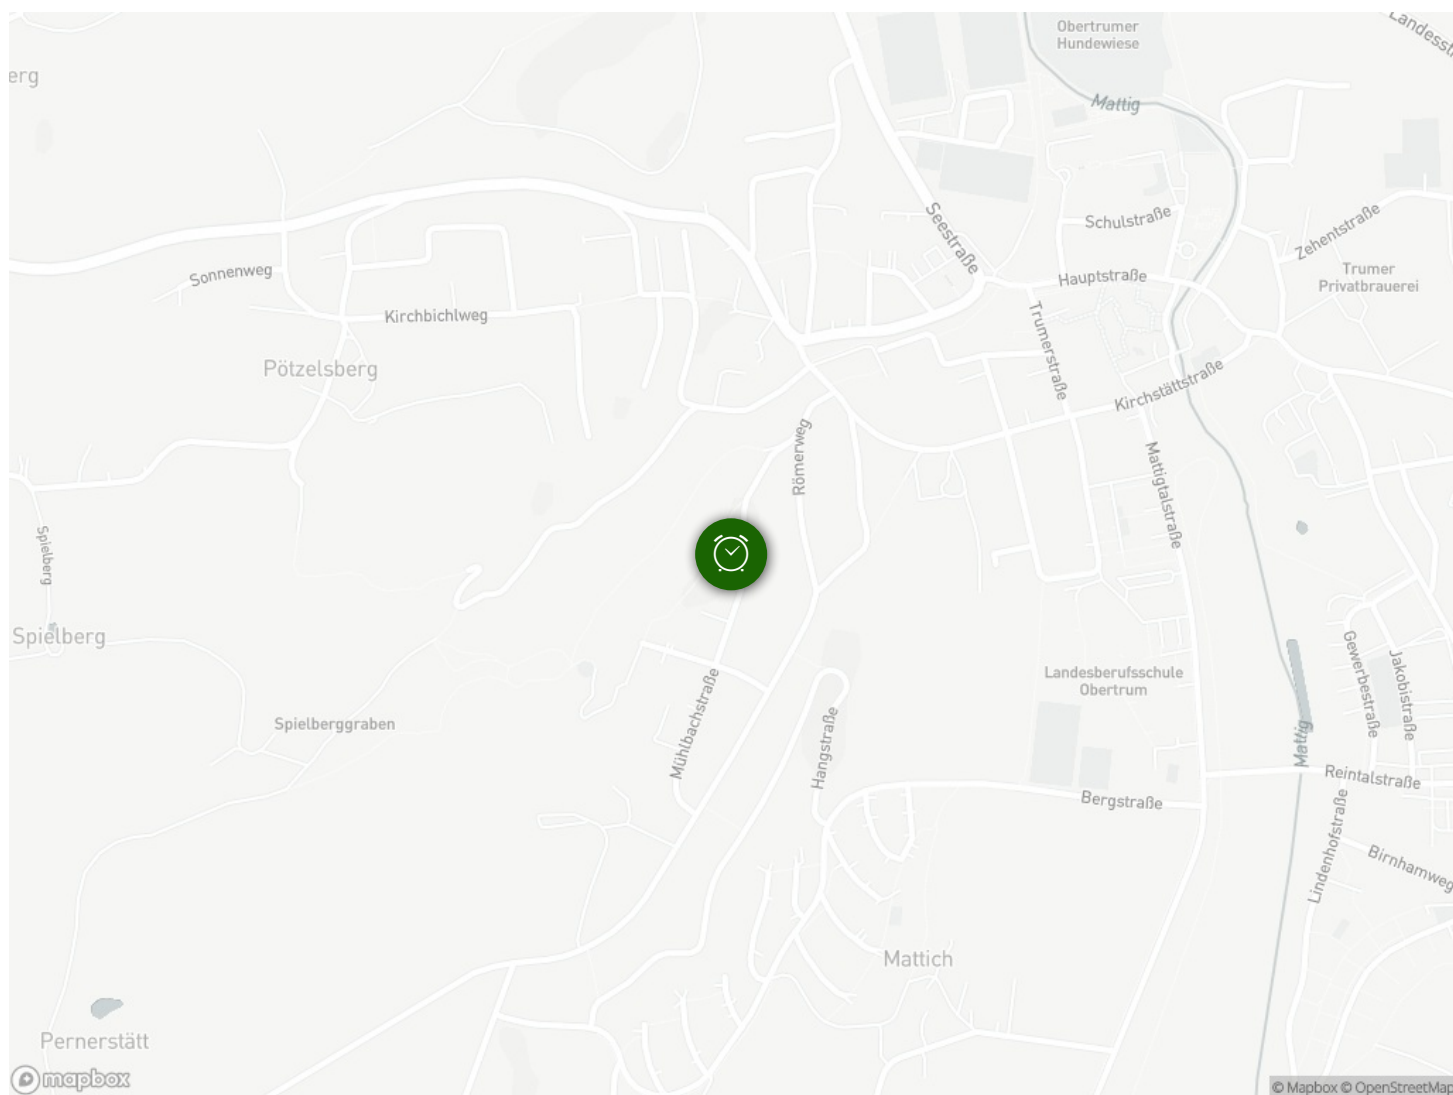 Obertrumer
Hundewiese
Landesstr
erg
Mattig
Schulstraße
Seestraße
Zehentstraße
Sonnenweg
Hauptstraße
Trumer
Privatbrauerei
Kirchbichlweg
Trumerstraße
Pötzelsberg
Kirchstättstraße
Römerweg
Mattigtalstraße
Spielberg
Spielberg
Landesberufsschule
Obertrum
Gewerbestraße
Jakobistraße
Mühlbachstraße
Spielberggraben
Hangstraße
Mattig
Reintalstraße
Bergstraße
Lindenhofstraße
Birnhamweg
Mattich
Pernerstätt
mapbox
© Mapbox © OpenStreetMap